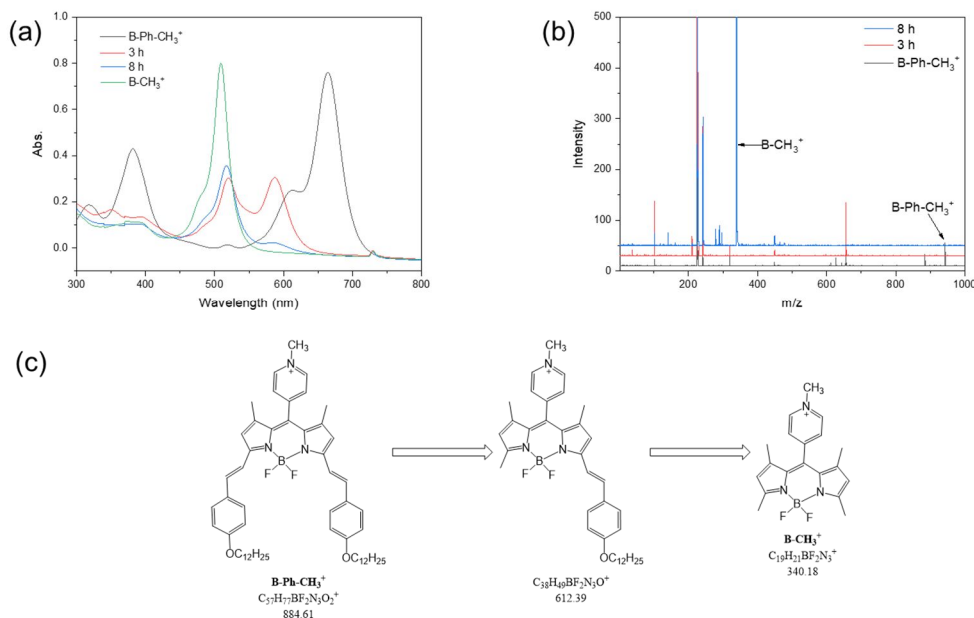 (a)
1.0
0.8
0.6
0.4
0.2
0.0
Abs.
B-Ph-CH₃⁺
3 h
8 h
B-CH₃⁺
300 400 500 600 700 800
Wavelength (nm)
(b)
500
400
300
200
100
0
Intensity
8 h
3 h
B-Ph-CH₃⁺
B-CH₃⁺
B-Ph-CH₃⁺
200 400 600 800 1000
m/z
(c)
CH₃
N
+
N N
B
F F
OC₁₂H₂₅ OC₁₂H₂₅
B-Ph-CH₃⁺
C₅₇H₇₇BF₂N₃O₂⁺
884.61
CH₃
N
+
N N
B
F F
OC₁₂H₂₅
C₃₈H₄₉BF₂N₃O⁺
612.39
CH₃
N
+
N N
B
F F
B-CH₃⁺
C₁₉H₂₁BF₂N₃⁺
340.18